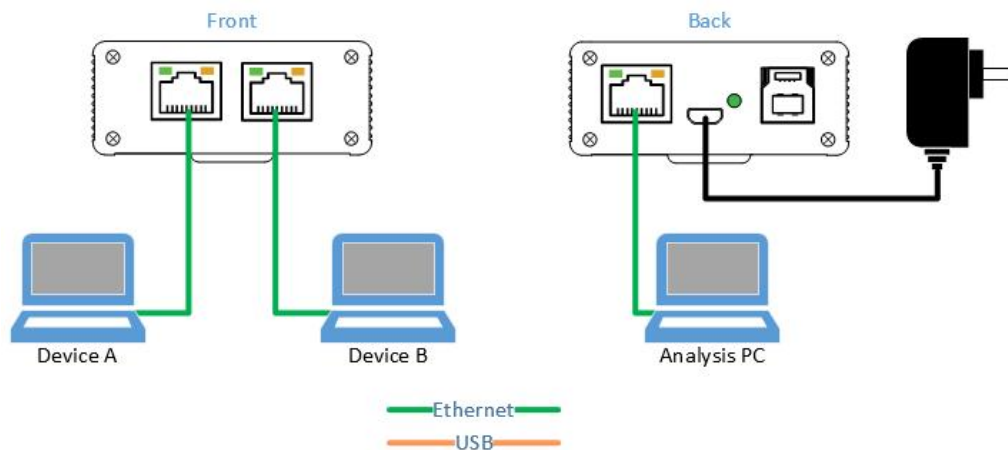 Front
Back
Device A
Device B
Analysis PC
Ethernet
USB